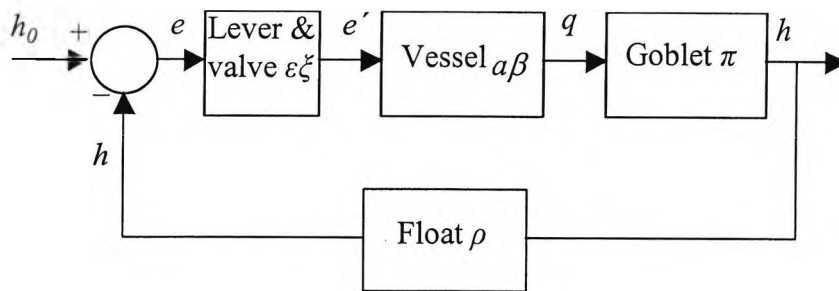 h₀
+
−
e
Lever &
valve εξ
e΄
Vessel αβ
q
Goblet π
h
h
Float ρ